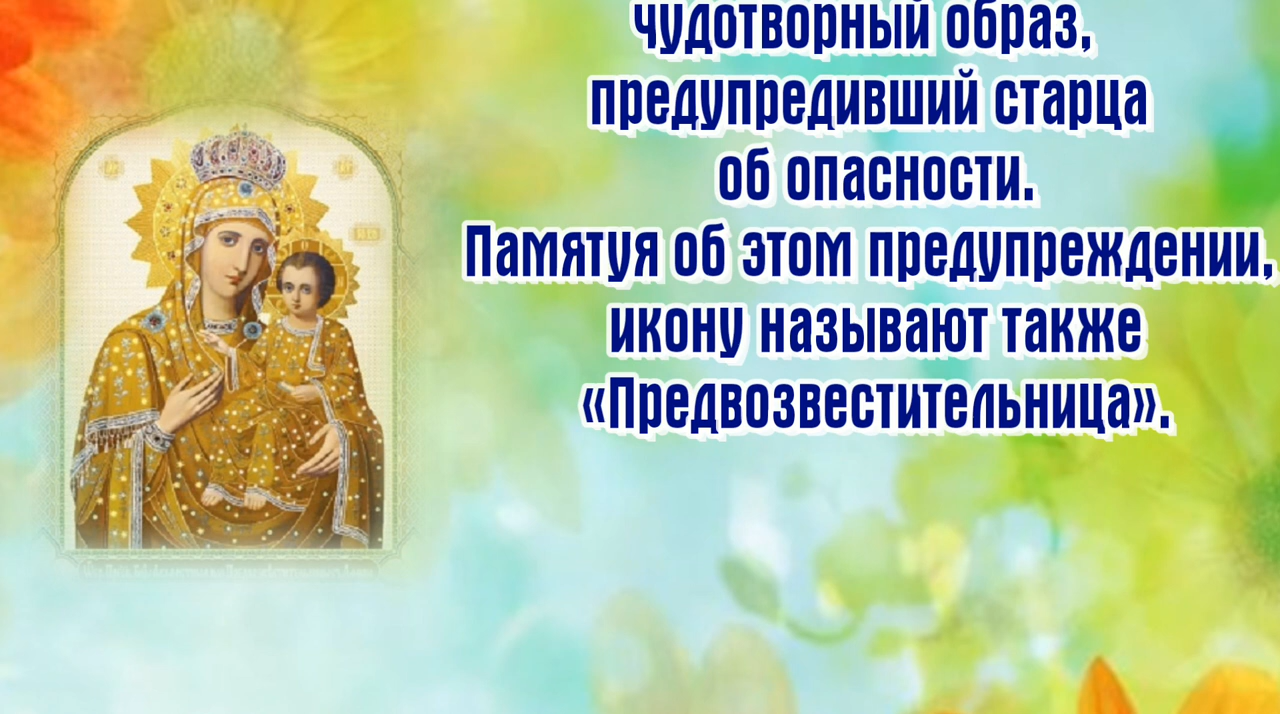 чудотворный образ,
предупредивший старца
об опасности.
Памятуя об этом предупреждении,
икону называют также
«Предвозвестительница».